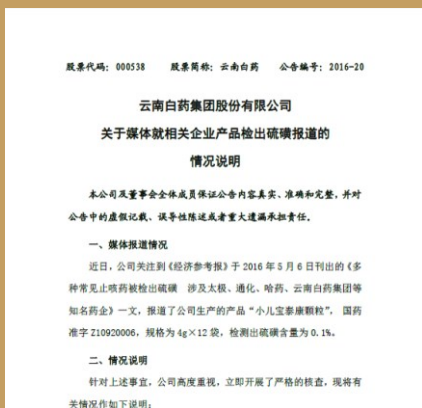 股票代码：000538 股票简称：云南白药 公告编号：2016-20
云南白药集团股份有限公司
关于媒体就相关企业产品检出硫磺报道的
情况说明
本公司及董事会全体成员保证公告内容真实、准确和完整，并对
公告中的虚假记载、误导性陈述或者重大遗漏承担责任。
一、媒体报道情况
近日，公司关注到《经济参考报》于 2016 年 5 月 6 日刊出的《多
种常见止咳药被检出硫磺 涉及太极、通化、哈药、云南白药集团等
知名药企》一文，报道了公司生产的产品“小儿宝泰康颗粒”， 国药
准字 Z10920006，规格为 4g×12 袋，检测出硫磺含量为 0.1%。
二、情况说明
针对上述事宜，公司高度重视，立即开展了严格的核查，现将有
关情况作如下说明：